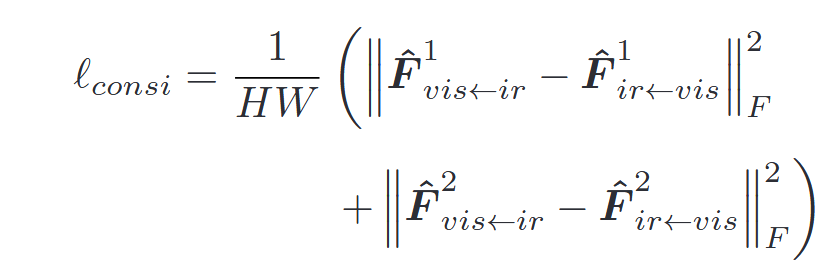 $\ell_{consi} = \frac{1}{HW} \left( \left\| \hat{\boldsymbol{F}}^{1}_{vis \leftarrow ir} - \hat{\boldsymbol{F}}^{1}_{ir \leftarrow vis} \right\|^{2}_{F} \right.$
$\left. + \left\| \hat{\boldsymbol{F}}^{2}_{vis \leftarrow ir} - \hat{\boldsymbol{F}}^{2}_{ir \leftarrow vis} \right\|^{2}_{F} \right)$